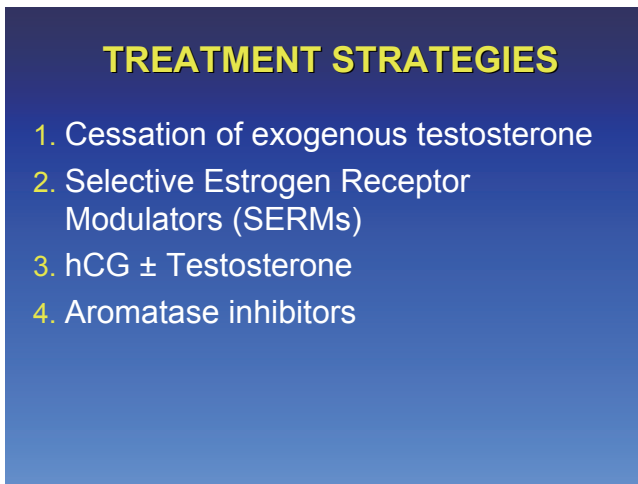 TREATMENT STRATEGIES
1. Cessation of exogenous testosterone
2. Selective Estrogen Receptor
Modulators (SERMs)
3. hCG ± Testosterone
4. Aromatase inhibitors